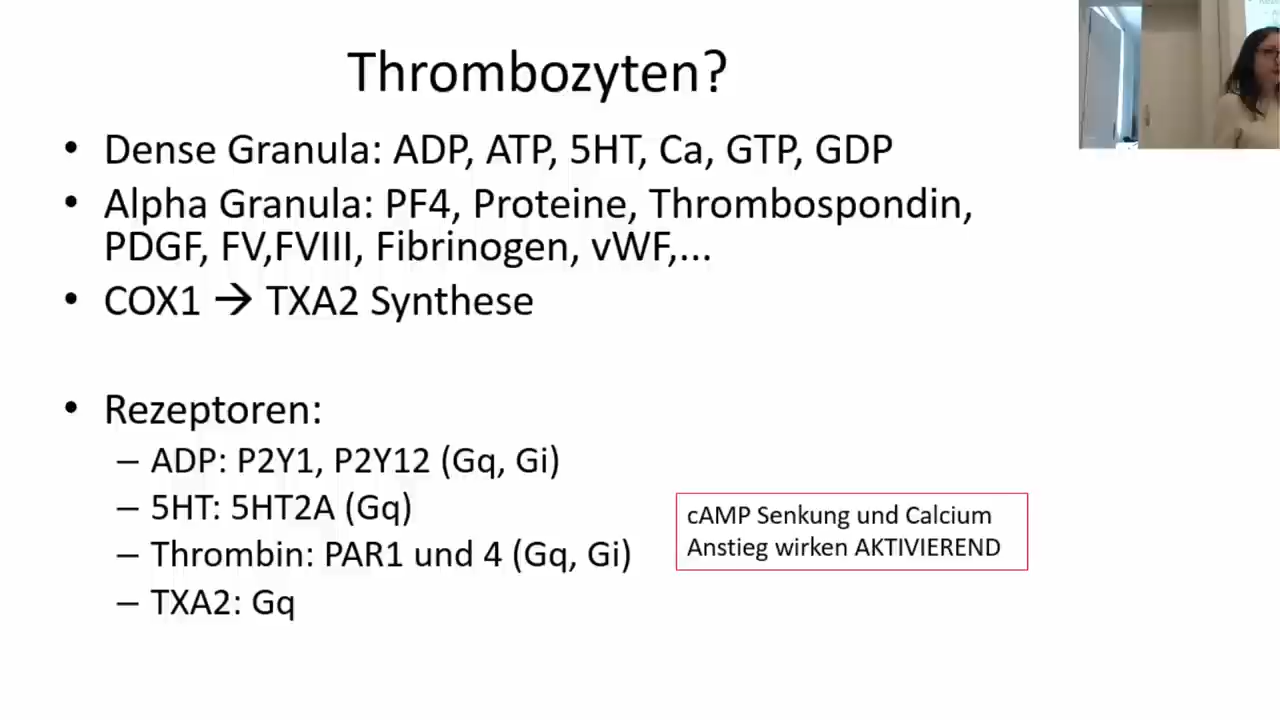 Thrombozyten?
• Dense Granula: ADP, ATP, 5HT, Ca, GTP, GDP
• Alpha Granula: PF4, Proteine, Thrombospondin,
PDGF, FV,FVIII, Fibrinogen, vWF,...
• COX1 → TXA2 Synthese
• Rezeptoren:
– ADP: P2Y1, P2Y12 (Gq, Gi)
– 5HT: 5HT2A (Gq)
– Thrombin: PAR1 und 4 (Gq, Gi)
– TXA2: Gq
cAMP Senkung und Calcium
Anstieg wirken AKTIVIEREND